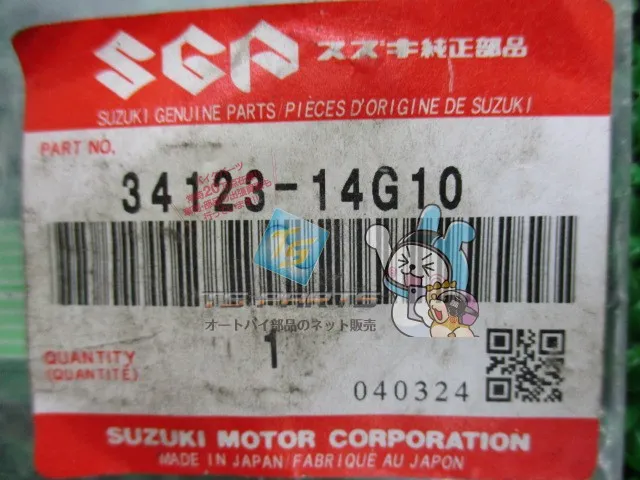 SGP スズキ純正部品
SUZUKI GENUINE PARTS/PIÈCES D'ORIGINE DE SUZUKI
PART NO.
34123-14G10
TS PARTS
オートバイ部品のネット販売
QUANTITY
(QUANTITÉ)
1
040324
SUZUKI MOTOR CORPORATION
MADE IN JAPAN/FABRIQUÉ AU JAPON